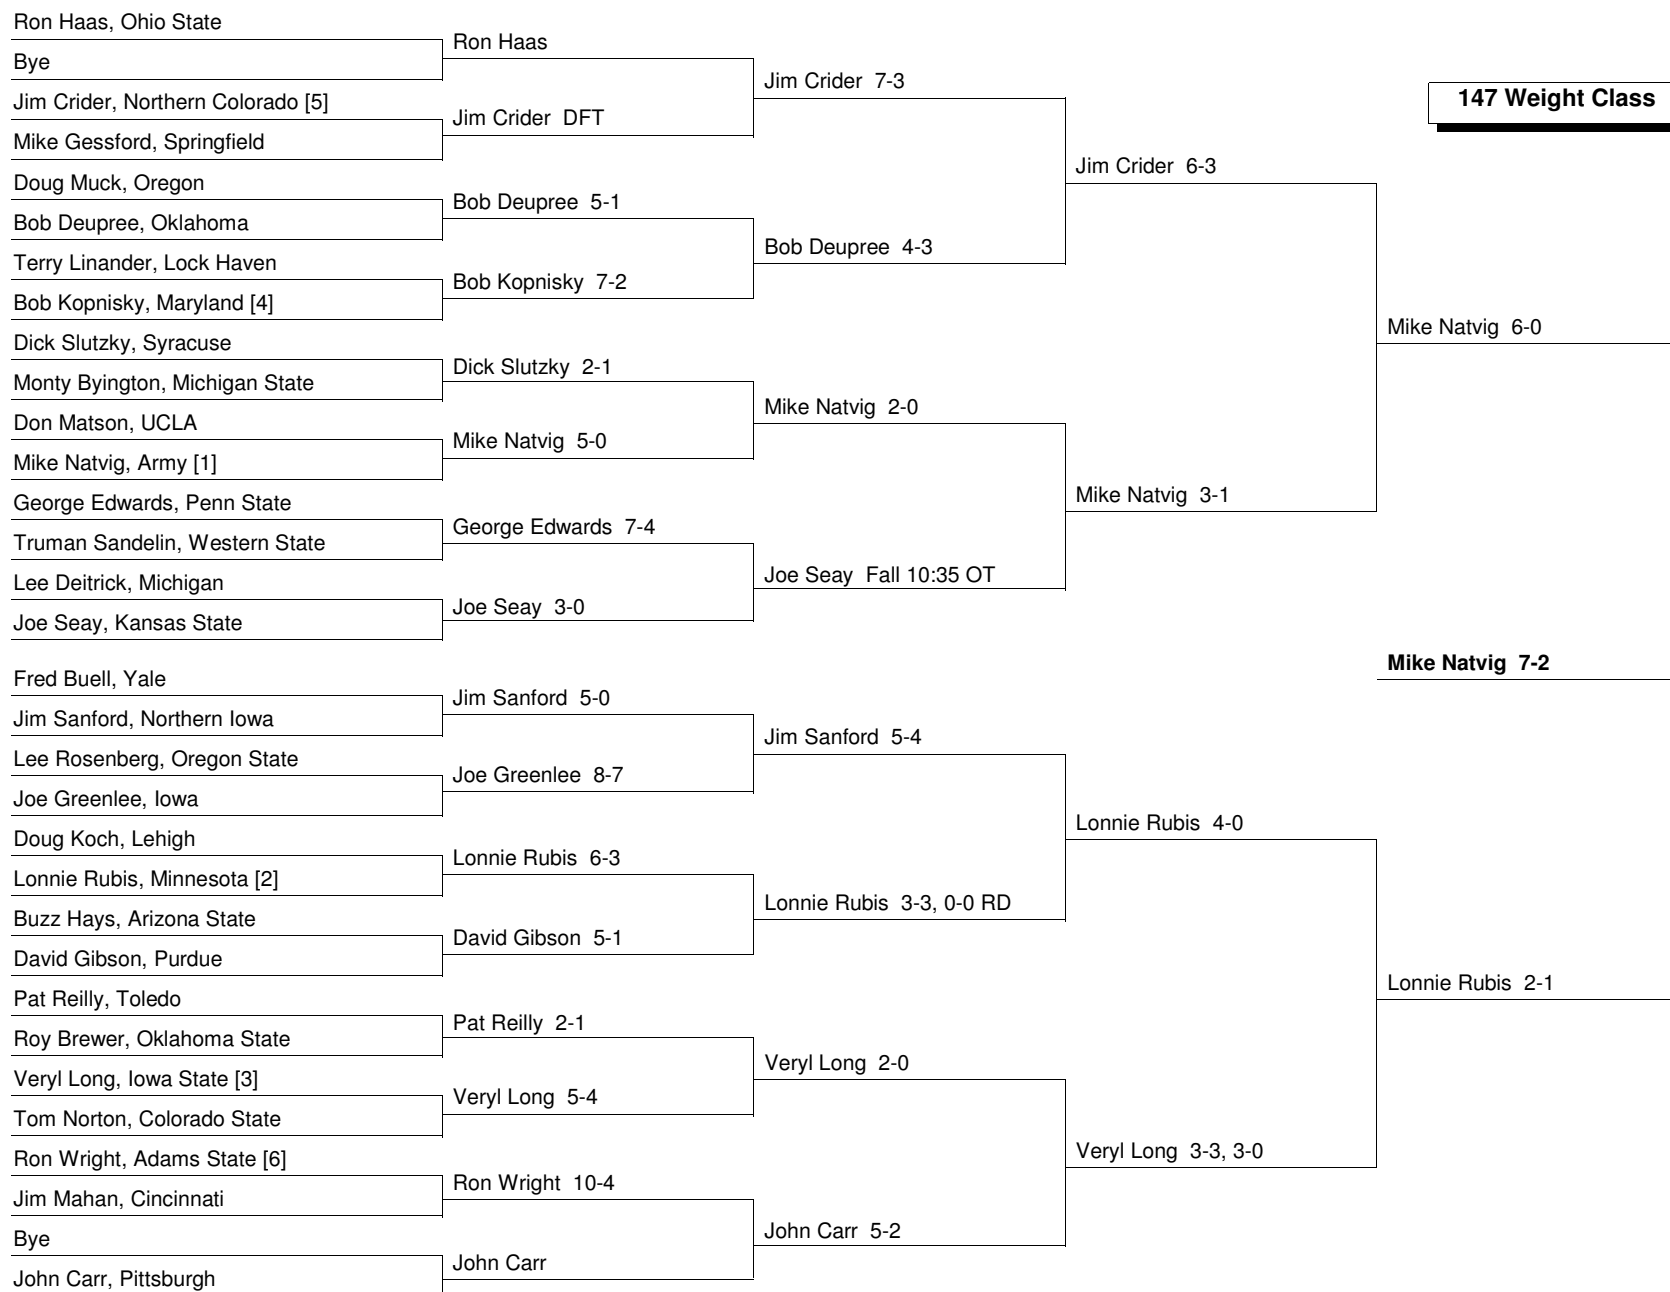 Ron Haas, Ohio State
Bye
Jim Crider, Northern Colorado [5]
Mike Gessford, Springfield
Doug Muck, Oregon
Bob Deupree, Oklahoma
Terry Linander, Lock Haven
Bob Kopnisky, Maryland [4]
Dick Slutzky, Syracuse
Monty Byington, Michigan State
Don Matson, UCLA
Mike Natvig, Army [1]
George Edwards, Penn State
Truman Sandelin, Western State
Lee Deitrick, Michigan
Joe Seay, Kansas State
Fred Buell, Yale
Jim Sanford, Northern Iowa
Lee Rosenberg, Oregon State
Joe Greenlee, Iowa
Doug Koch, Lehigh
Lonnie Rubis, Minnesota [2]
Buzz Hays, Arizona State
David Gibson, Purdue
Pat Reilly, Toledo
Roy Brewer, Oklahoma State
Veryl Long, Iowa State [3]
Tom Norton, Colorado State
Ron Wright, Adams State [6]
Jim Mahan, Cincinnati
Bye
John Carr, Pittsburgh
Ron Haas
Jim Crider DFT
Bob Deupree 5-1
Bob Kopnisky 7-2
Dick Slutzky 2-1
Mike Natvig 5-0
George Edwards 7-4
Joe Seay 3-0
Jim Sanford 5-0
Joe Greenlee 8-7
Lonnie Rubis 6-3
David Gibson 5-1
Pat Reilly 2-1
Veryl Long 5-4
Ron Wright 10-4
John Carr
Jim Crider 7-3
Bob Deupree 4-3
Mike Natvig 2-0
Joe Seay Fall 10:35 OT
Jim Sanford 5-4
Lonnie Rubis 3-3, 0-0 RD
Veryl Long 2-0
John Carr 5-2
Jim Crider 6-3
Mike Natvig 3-1
Lonnie Rubis 4-0
Veryl Long 3-3, 3-0
147 Weight Class
Mike Natvig 6-0
Mike Natvig 7-2
Lonnie Rubis 2-1